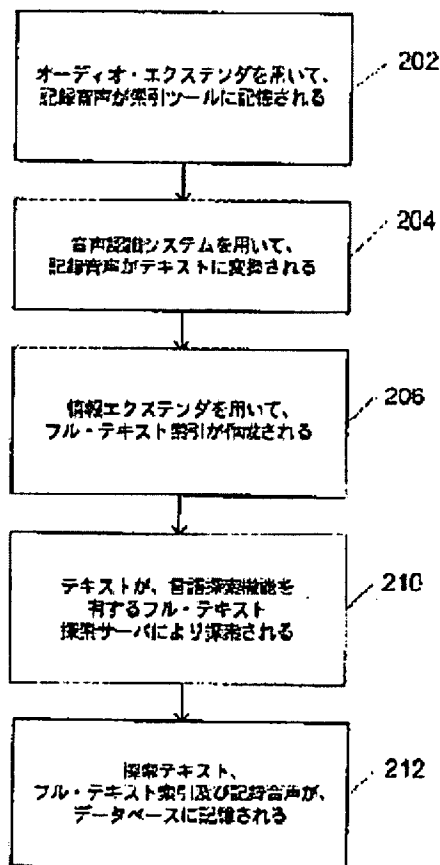 オーディオ・エクステンダを用いて、
記録音声が索引ツールに記憶される
202
音声認識システムを用いて、
記録音声がテキストに変換される
204
情報エクステンダを用いて、
フル・テキスト索引が作成される
206
テキストが、言語探索機能を
有するフル・テキスト
探索サーバにより探索される
210
探索テキスト、
フル・テキスト索引及び記録音声が、
データベースに記憶される
212